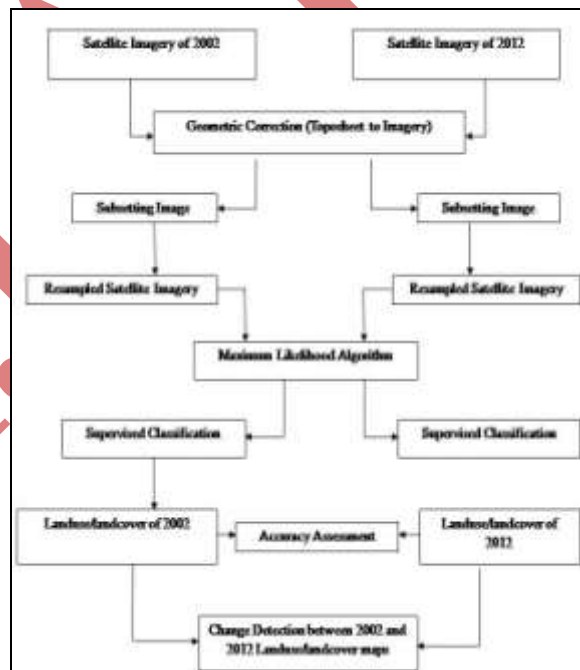 Satellite Imagery of 2002
Satellite Imagery of 2012
Geometric Correction (Toposheet to Imagery)
Subsetting Image
Subsetting Image
Resampled Satellite Imagery
Resampled Satellite Imagery
Maximum Likelihood Algorithm
Supervised Classification
Supervised Classification
Landuse/landcover of 2002
Accuracy Assessment
Landuse/landcover of
2012
Change Detection between 2002 and
2012 Landuse/landcover maps